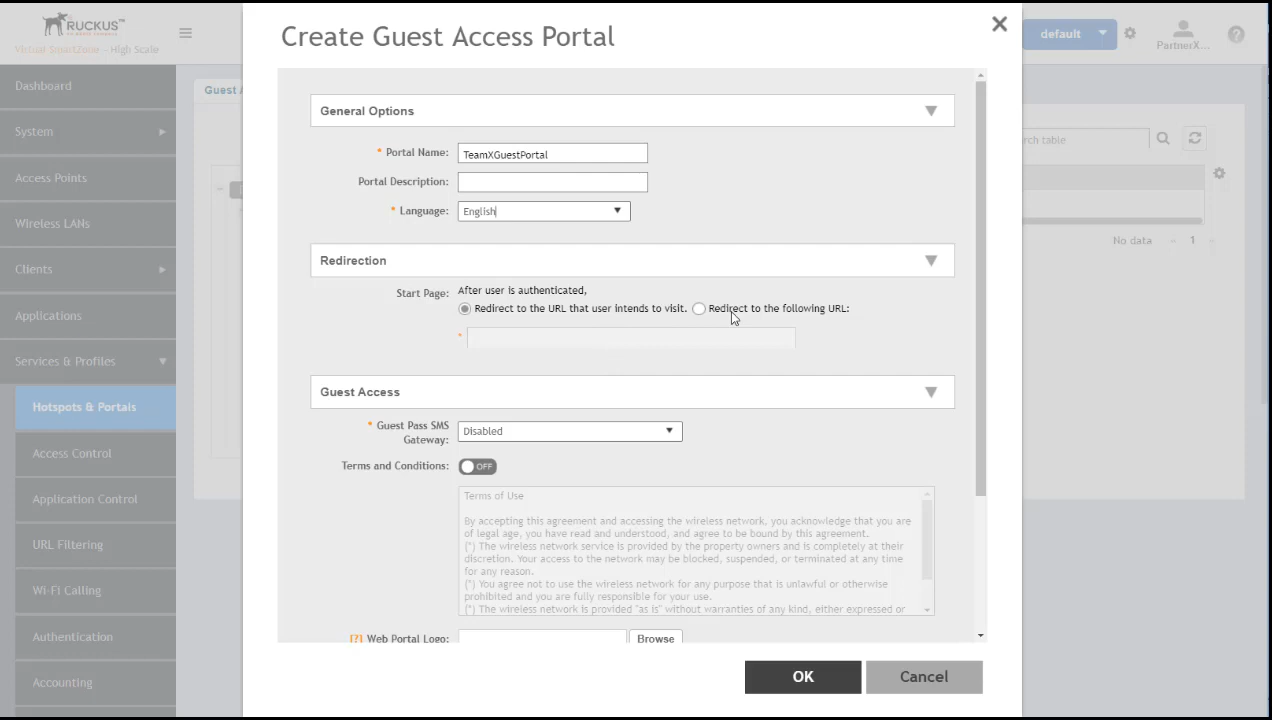 RUCKUS™
Virtual SmartZone - High Scale
Create Guest Access Portal
default
PartnerX...
Dashboard
System
Access Points
Wireless LANs
Clients
Applications
Services & Profiles
Hotspots & Portals
Access Control
Application Control
URL Filtering
Wi-Fi Calling
Authentication
Accounting
Guest A
General Options
* Portal Name: TeamXGuestPortal
Portal Description:
* Language: English
Redirection
Start Page: After user is authenticated,
Redirect to the URL that user intends to visit. Redirect to the following URL:
*
Guest Access
* Guest Pass SMS Gateway: Disabled
Terms and Conditions: OFF
Terms of Use
By accepting this agreement and accessing the wireless network, you acknowledge that you are
of legal age, you have read and understood, and agree to be bound by this agreement.
(*) The wireless network service is provided by the property owners and is completely at their
discretion. Your access to the network may be blocked, suspended, or terminated at any time
for any reason.
(*) You agree not to use the wireless network for any purpose that is unlawful or otherwise
prohibited and you are fully responsible for your use.
(*) The wireless network is provided "as is" without warranties of any kind, either expressed or
[?] Web Portal Logo: Browse
OK Cancel
rch table
No data 1